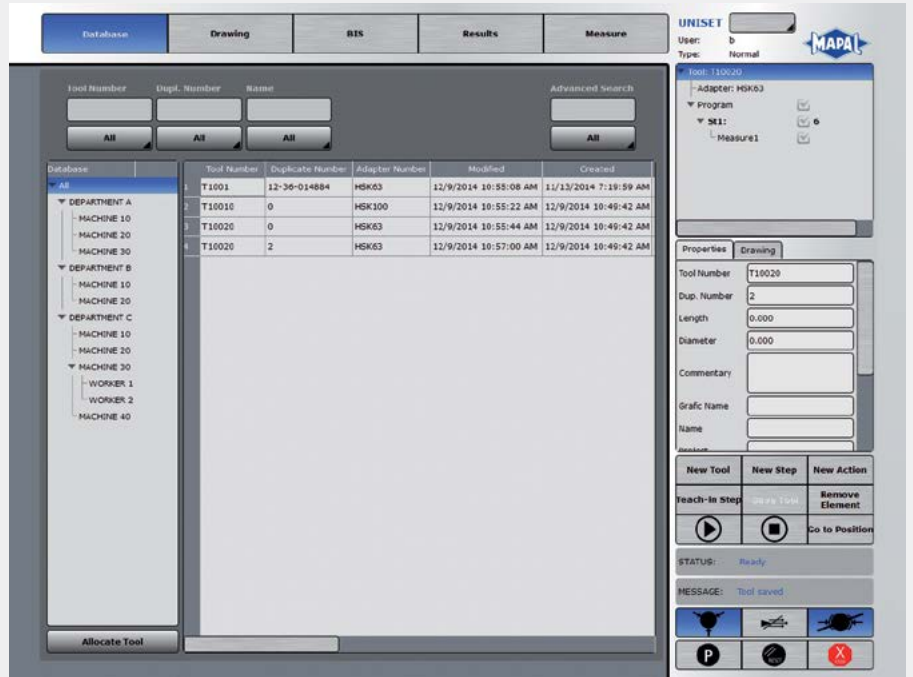 Database Drawing BIS Results Measure
UNISET
User: b
Type: Normal
MAPAL
Tool Number Dupl. Number Name Advanced Search
All All All All
Database
All
DEPARTMENT A
MACHINE 10
MACHINE 20
MACHINE 30
DEPARTMENT B
MACHINE 10
MACHINE 20
DEPARTMENT C
MACHINE 10
MACHINE 20
MACHINE 30
WORKER 1
WORKER 2
MACHINE 40
Allocate Tool
Tool Number Duplicate Number Adapter Number Modified Created
1 T1001 12-36-014884 HSK63 12/9/2014 10:55:08 AM 11/13/2014 7:19:59 AM
2 T10010 0 HSK100 12/9/2014 10:55:22 AM 12/9/2014 10:49:42 AM
3 T10020 0 HSK63 12/9/2014 10:55:44 AM 12/9/2014 10:49:42 AM
4 T10020 2 HSK63 12/9/2014 10:57:00 AM 12/9/2014 10:49:42 AM
Tool: T10020
Adapter: HSK63
Program
St1: 6
Measure1
Properties Drawing
Tool Number T10020
Dup. Number 2
Length 0.000
Diameter 0.000
Commentary
Grafic Name
Name
Project
New Tool New Step New Action
Teach-in Step Save Tool Remove Element
Go to Position
STATUS: Ready
MESSAGE: Tool saved
P
X